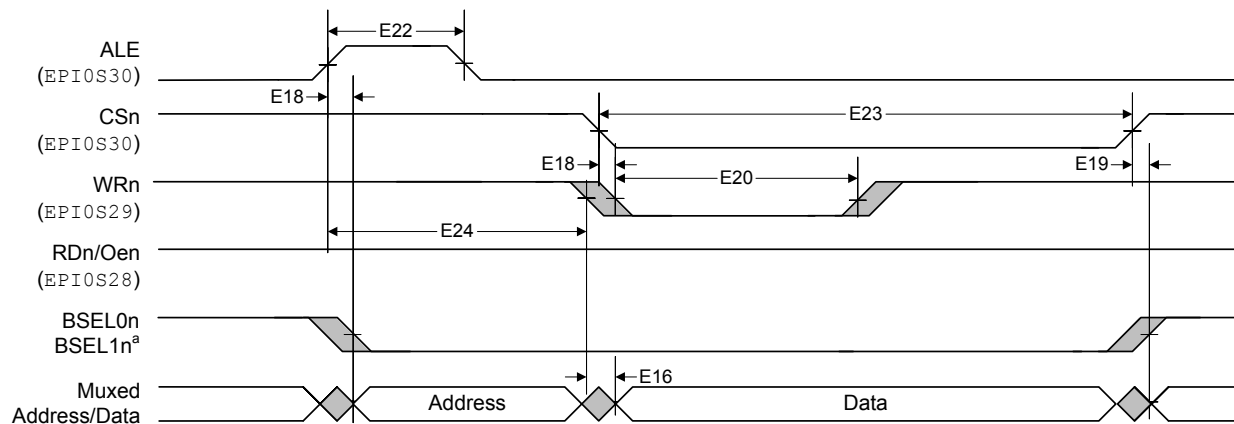 E22
ALE
(EPI0S30)
E18
CSn
E23
(EPI0S30)
E18
E19
WRn
E20
(EPI0S29)
E24
RDn/Oen
(EPI0S28)
BSEL0n
BSEL1nᵃ
E16
Muxed
Address/Data
Address
Data